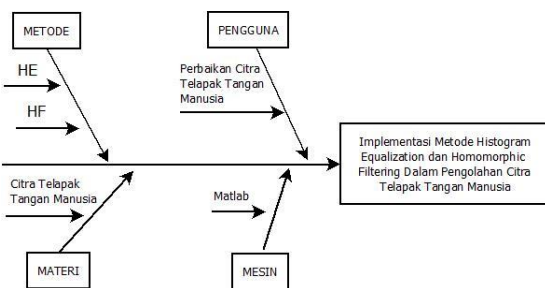 METODE
PENGGUNA
HE
HF
Perbaikan Citra
Telapak Tangan
Manusia
Implementasi Metode Histogram
Equalization dan Homomorphic
Filtering Dalam Pengolahan Citra
Telapak Tangan Manusia
Citra Telapak
Tangan Manusia
Matlab
MATERI
MESIN